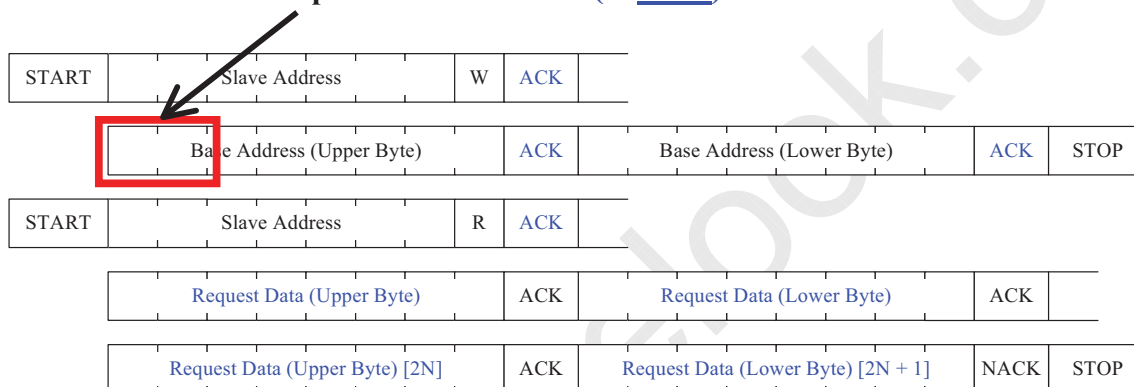 START Slave Address W ACK
Base Address (Upper Byte) ACK Base Address (Lower Byte) ACK STOP
START Slave Address R ACK
Request Data (Upper Byte) ACK Request Data (Lower Byte) ACK
Request Data (Upper Byte) [2N] ACK Request Data (Lower Byte) [2N + 1] NACK STOP